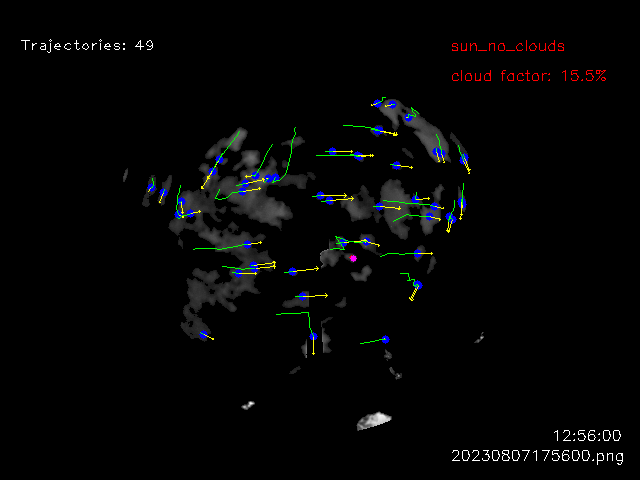 Trajectories: 49
sun_no_clouds
cloud factor: 15.5%
12:56:00
20230807175600.png